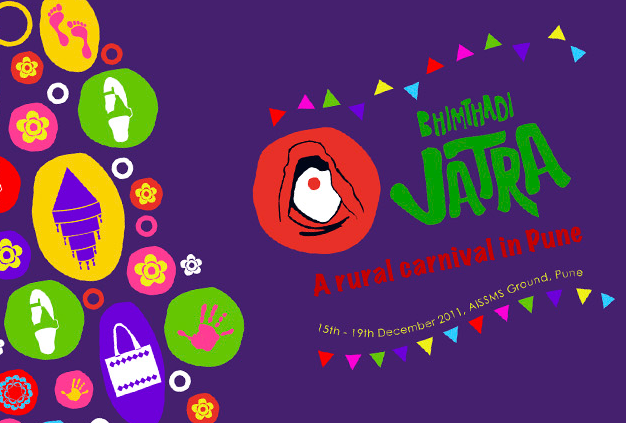 BHIMTHADI
JATRA
A rural carnival in Pune
15th - 19th December 2011, AISSMS Ground, Pune